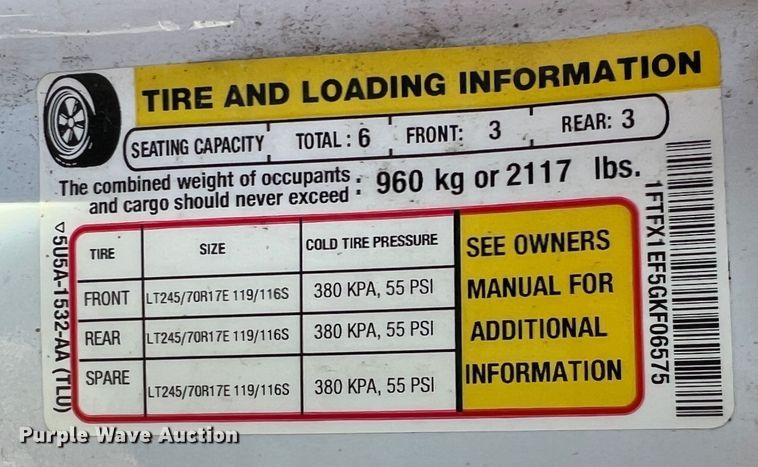 TIRE AND LOADING INFORMATION
SEATING CAPACITY TOTAL : 6 FRONT: 3 REAR: 3
The combined weight of occupants
and cargo should never exceed : 960 kg or 2117 lbs.
TIRE SIZE COLD TIRE PRESSURE
FRONT LT245/70R17E 119/116S 380 KPA, 55 PSI
REAR LT245/70R17E 119/116S 380 KPA, 55 PSI
SPARE LT245/70R17E 119/116S 380 KPA, 55 PSI
SEE OWNERS
MANUAL FOR
ADDITIONAL
INFORMATION
5U5A-1532-AA (TLU)
1FTFX1EF5GKF06575
Purple Wave Auction